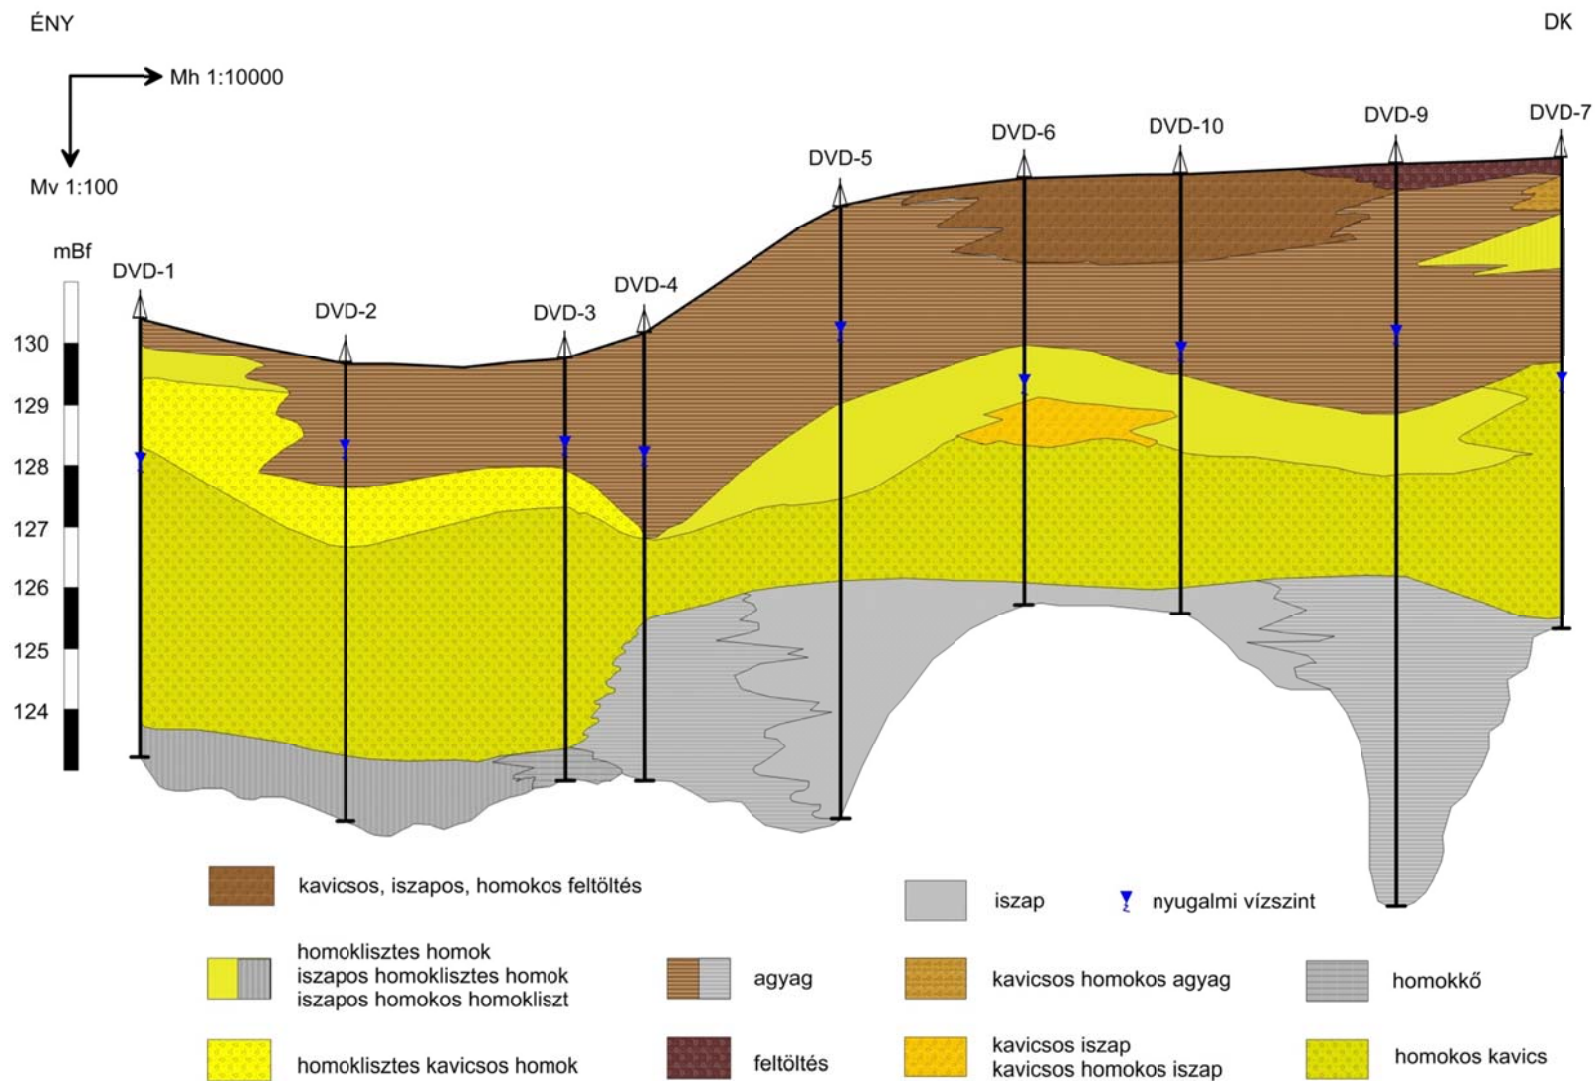 ÉNY
DK
Mh 1:10000
Mv 1:100
mBf
DVD-1
DVD-2
DVD-3
DVD-4
DVD-5
DVD-6
DVD-10
DVD-9
DVD-7
130
129
128
127
126
125
124
kavicsos, iszapos, homokos feltöltés
iszap
nyugalmi vízszint
homoklisztes homok
iszapos homoklisztes homok
iszapos homokos homokliszt
agyag
kavicsos homokos agyag
homokkő
homoklisztes kavicsos homok
feltöltés
kavicsos iszap
kavicsos homokos iszap
homokos kavics